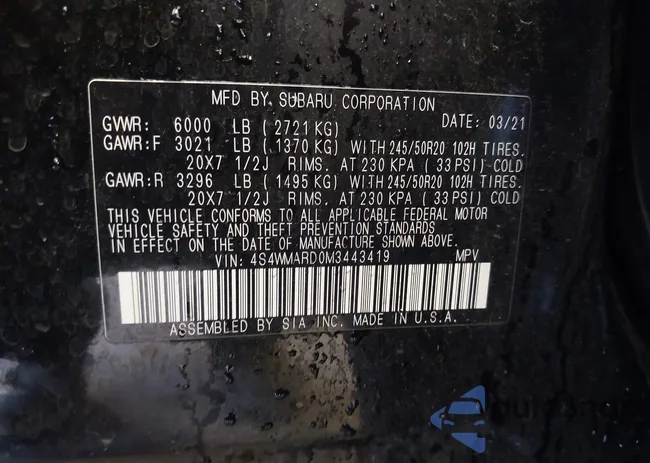 MFD BY SUBARU CORPORATION
GVWR: 6000 LB ( 2721 KG) DATE: 03/21
GAWR:F 3021 LB ( 1370 KG) WITH 245/50R20 102H TIRES.
20X7 1/2J RIMS. AT 230 KPA ( 33 PSI) COLD
GAWR:R 3296 LB ( 1495 KG) WITH 245/50R20 102H TIRES.
20X7 1/2J RIMS. AT 230 KPA ( 33 PSI) COLD
THIS VEHICLE CONFORMS TO ALL APPLICABLE FEDERAL MOTOR
VEHICLE SAFETY AND THEFT PREVENTION STANDARDS
IN EFFECT ON THE DATE OF MANUFACTURE SHOWN ABOVE.
VIN: 4S4WMARD0M3443419 MPV
ASSEMBLED BY SIA INC. MADE IN U.S.A.